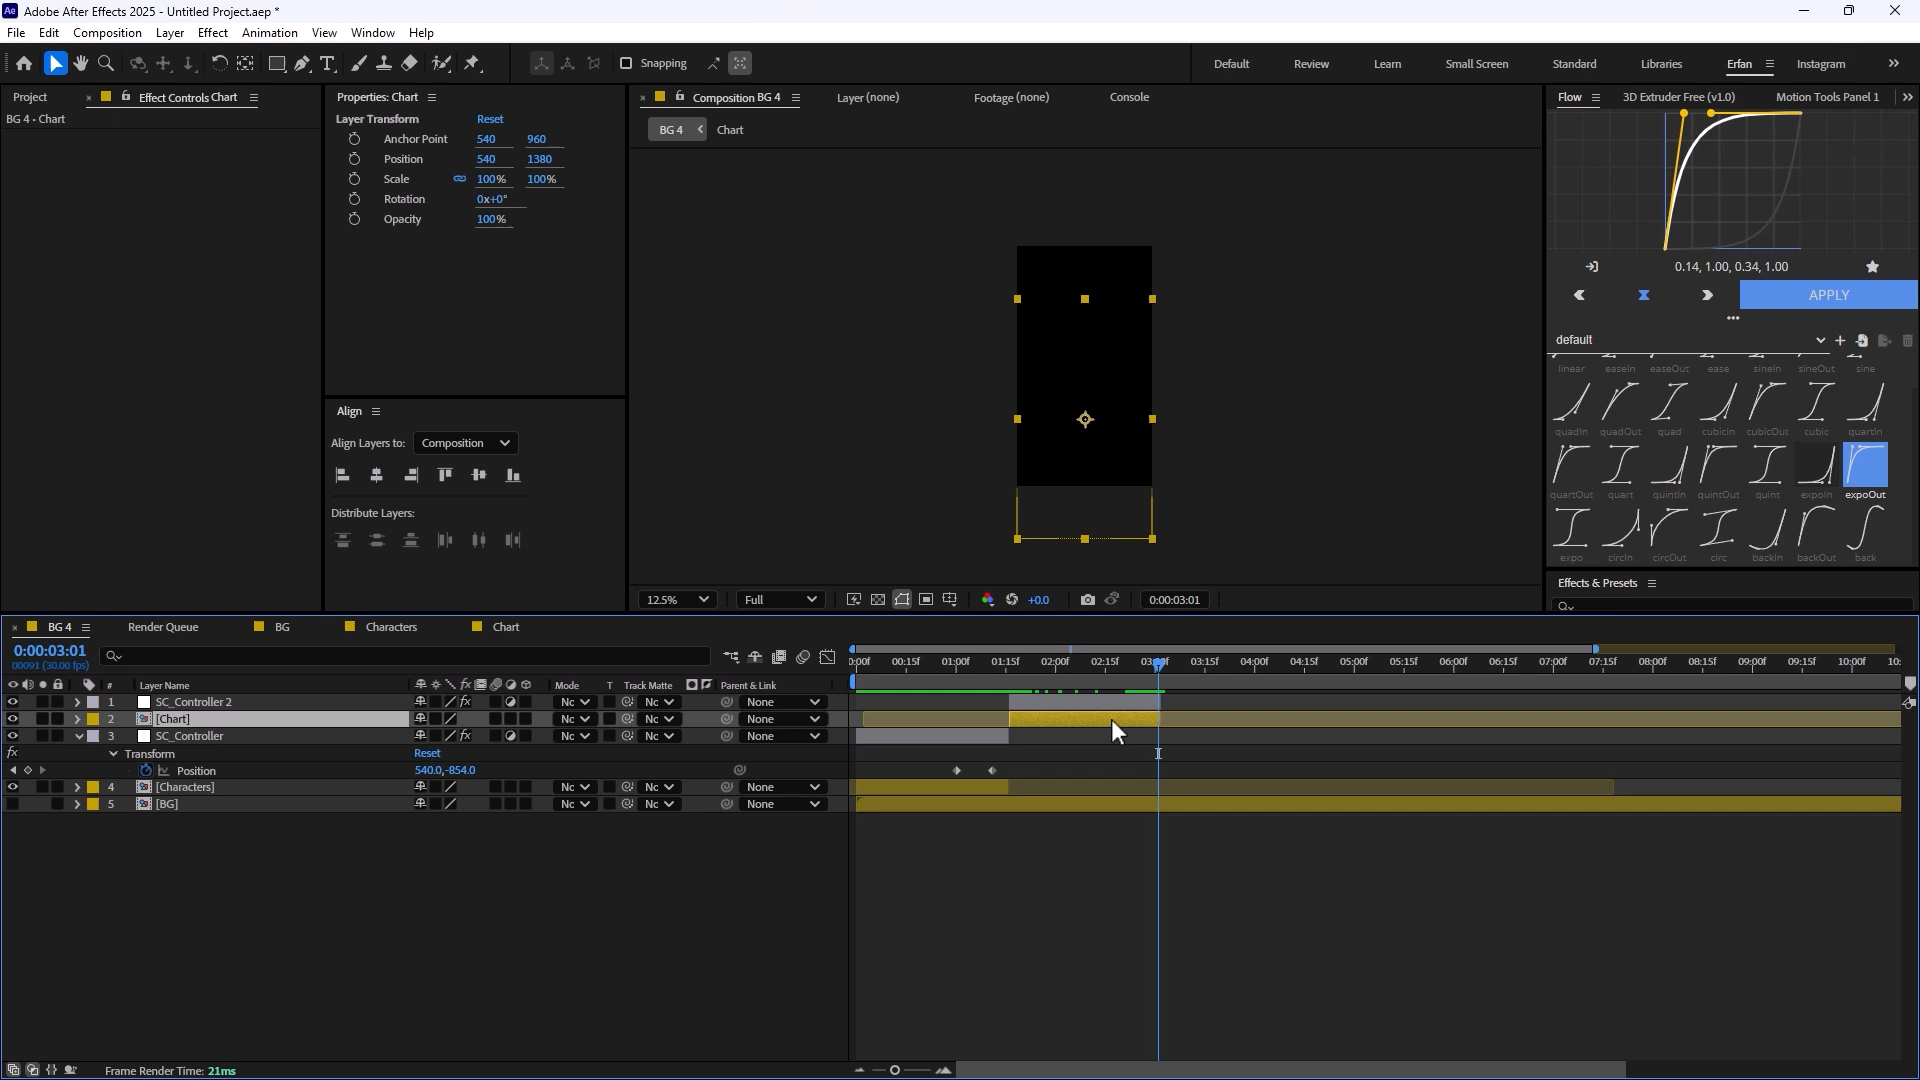 Adobe After Effects 2025 - Untitled Project.aep *
File Edit Composition Layer Effect Animation View Window Help
Snapping
Default Review Learn Small Screen Standard Libraries Erfan Instagram
Project Effect Controls Chart
BG 4 • Chart
Properties: Chart
Layer Transform Reset
Anchor Point 540 960
Position 540 1380
Scale 100% 100%
Rotation 0x+0°
Opacity 100%
Align
Align Layers to: Composition
Distribute Layers:
Composition BG 4 Layer (none) Footage (none) Console
BG 4 Chart
12.5% Full +0.0 0:00:03:01
Flow 3D Extruder Free (v1.0) Motion Tools Panel 1
0.14, 1.00, 0.34, 1.00
APPLY
default
linear easeIn easeOut ease sineIn sineOut sine
quadIn quadOut quad cubicIn cubicOut cubic quartIn
quartOut quart quintIn quintOut quint expoIn expoOut
expo circIn circOut circ backIn backOut back
Effects & Presets
BG 4 Render Queue BG Characters Chart
0:00:03:01
00091 (30.00 fps)
00:15f 01:00f 01:15f 02:00f 02:15f 03:15f 04:00f 04:15f 05:00f 05:15f 06:00f 06:15f 07:00f 07:15f 08:00f 08:15f 09:00f 09:15f 10:00f
# Layer Name Mode T Track Matte Parent & Link
1 SC_Controller 2 None
2 [Chart] None
3 SC_Controller None
Transform Reset
Position 540.0,-854.0
4 [Characters] None
5 [BG] None
Frame Render Time: 21ms